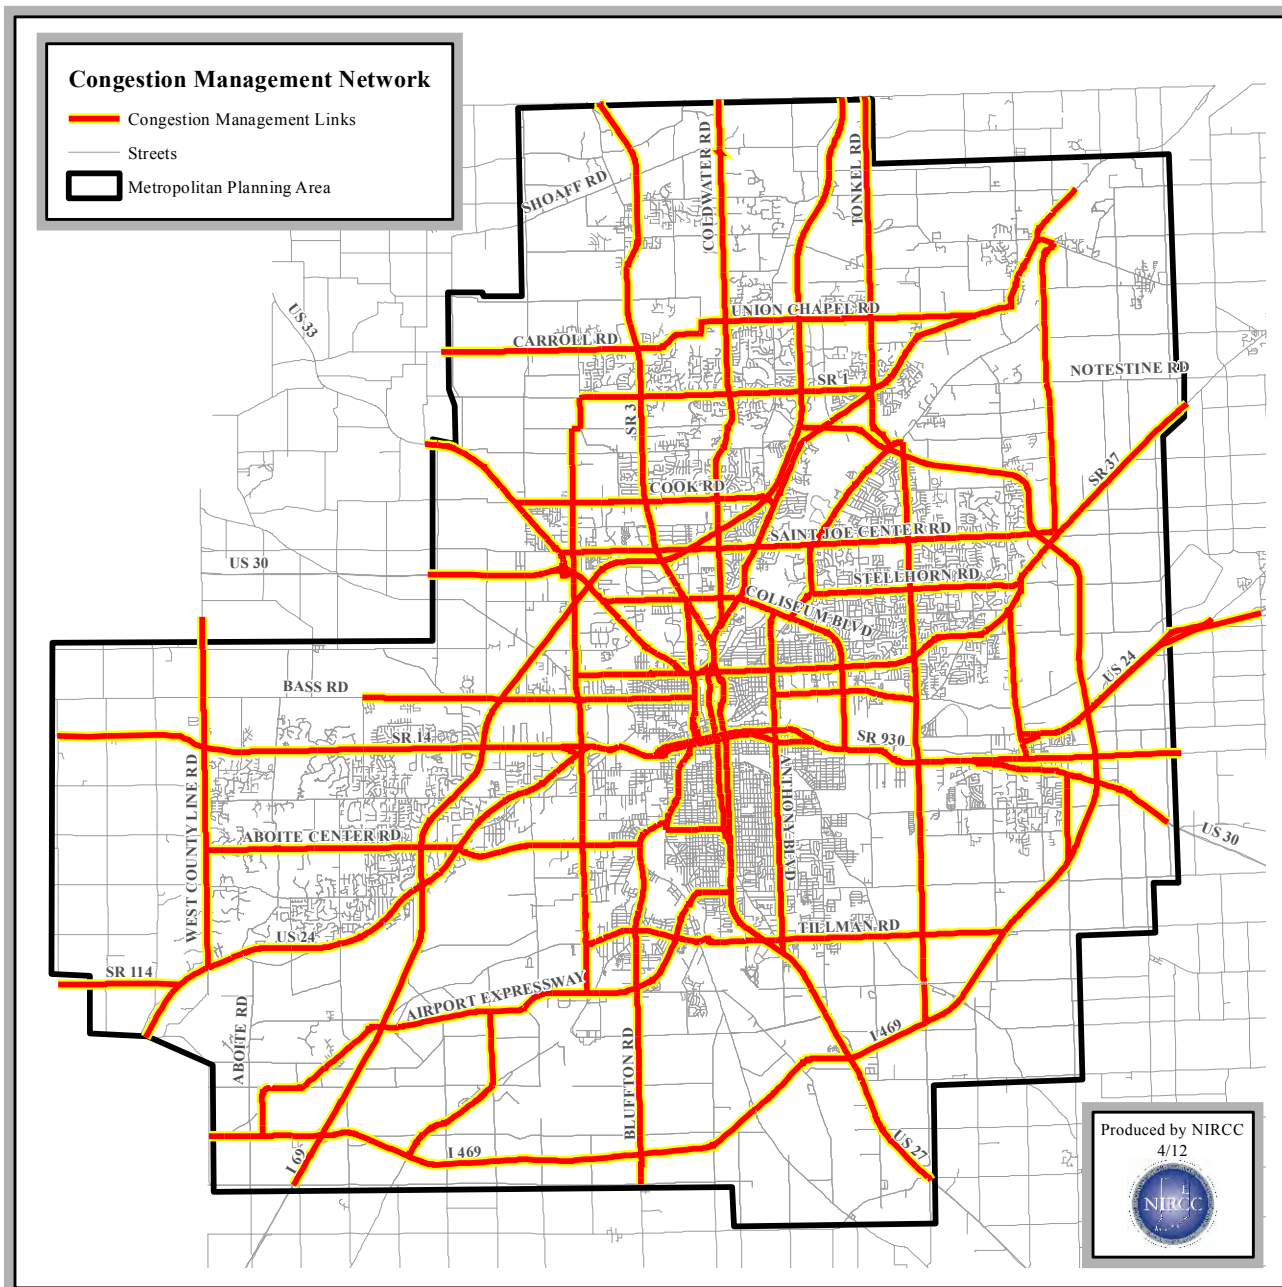 Congestion Management Network
Congestion Management Links
Streets
Metropolitan Planning Area
SHOAFF RD
COLDWATER RD
TONKEL RD
US 33
UNION CHAPEL RD
CARROLL RD
NOTESTINE RD
SR 1
SR 3
SR 37
COOK RD
SAINT JOE CENTER RD
US 30
STELLHORN RD
COLISEUM BLVD
US 24
BASS RD
SR 14
SR 930
WEST COUNTY LINE RD
ANTHONY BLVD
ABOITE CENTER RD
US 30
TILLMAN RD
US 24
SR 114
AIRPORT EXPRESSWAY
ABOITE RD
BLUFFTON RD
I 469
I 69
I 469
US 27
Produced by NIRCC
4/12
NIRCC